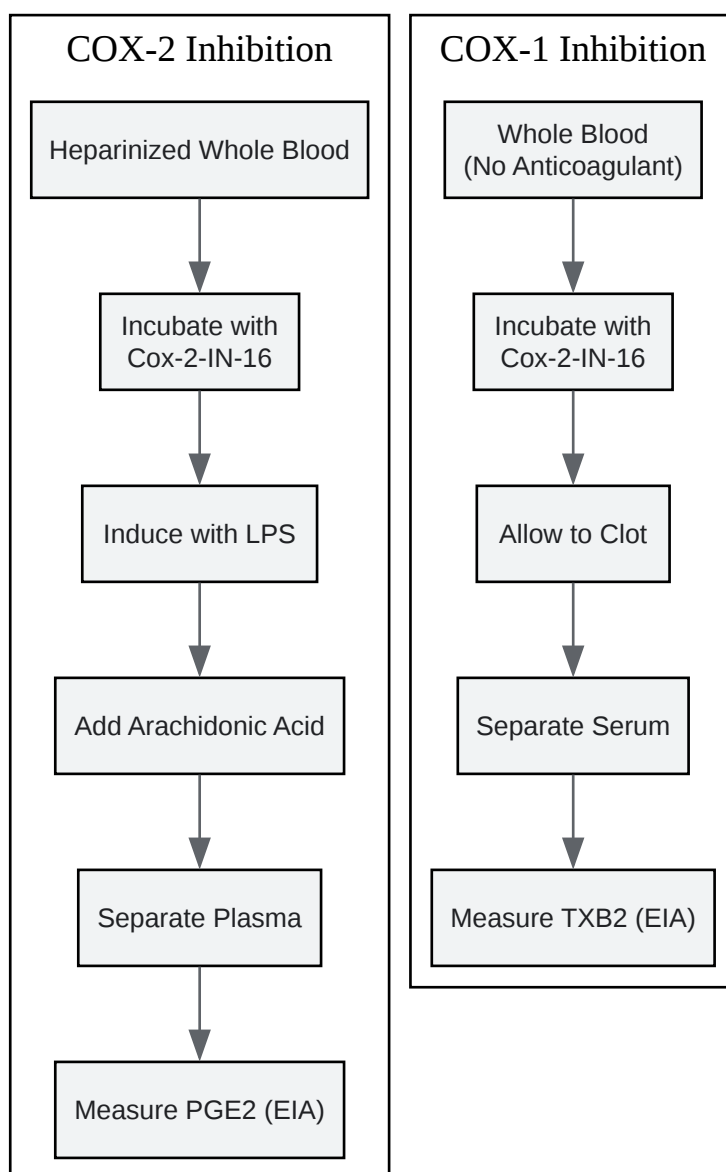 COX-2 Inhibition
Heparinized Whole Blood
Incubate with
Cox-2-IN-16
Induce with LPS
Add Arachidonic Acid
Separate Plasma
Measure PGE2 (EIA)
COX-1 Inhibition
Whole Blood
(No Anticoagulant)
Incubate with
Cox-2-IN-16
Allow to Clot
Separate Serum
Measure TXB2 (EIA)